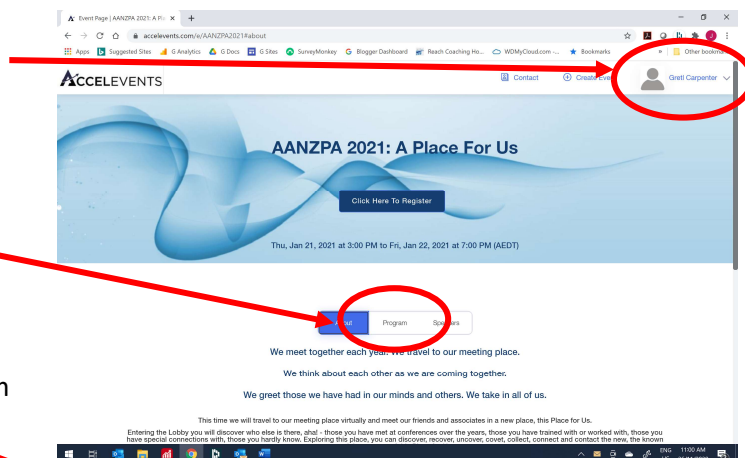 Event Page | AANZPA 2021: A Pla
accelevents.com/e/AANZPA2021#about
Apps Suggested Sites G Analytics G Docs G Sites SurveyMonkey Blogger Dashboard Reach Coaching Ho... WDMyCloud.com -... Bookmarks » Other bookma
ACCELEVENTS
Contact Create Eve Gretl Carpenter
AANZPA 2021: A Place For Us
Click Here To Register
Thu, Jan 21, 2021 at 3:00 PM to Fri, Jan 22, 2021 at 7:00 PM (AEDT)
Program
We meet together each year. We travel to our meeting place.
We think about each other as we are coming together.
We greet those we have had in our minds and others. We take in all of us.
This time we will travel to our meeting place virtually and meet our friends and associates in a new place, this Place for Us.
Entering the Lobby you will discover who else is there, aha! - those you have met at conferences over the years, those you have trained with or worked with, those you
have special connections with, those you hardly know. Exploring this place, you can discover, recover, uncover, covet, collect, connect and contact the new, the known
ENG 11:00 AM